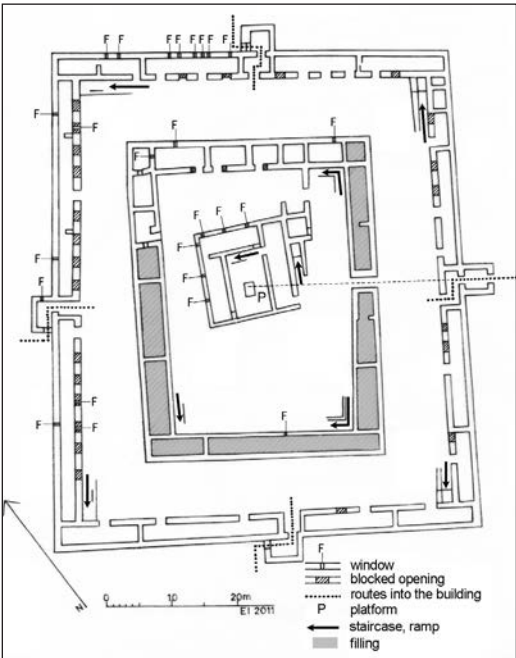 F F F F F F F F
F
F F F
F
F
F F F
F
F
F
P
F
F
F
F
F
F
F
window
blocked opening
routes into the building
P platform
staircase, ramp
filling
N
0 10 20m
EI 2011